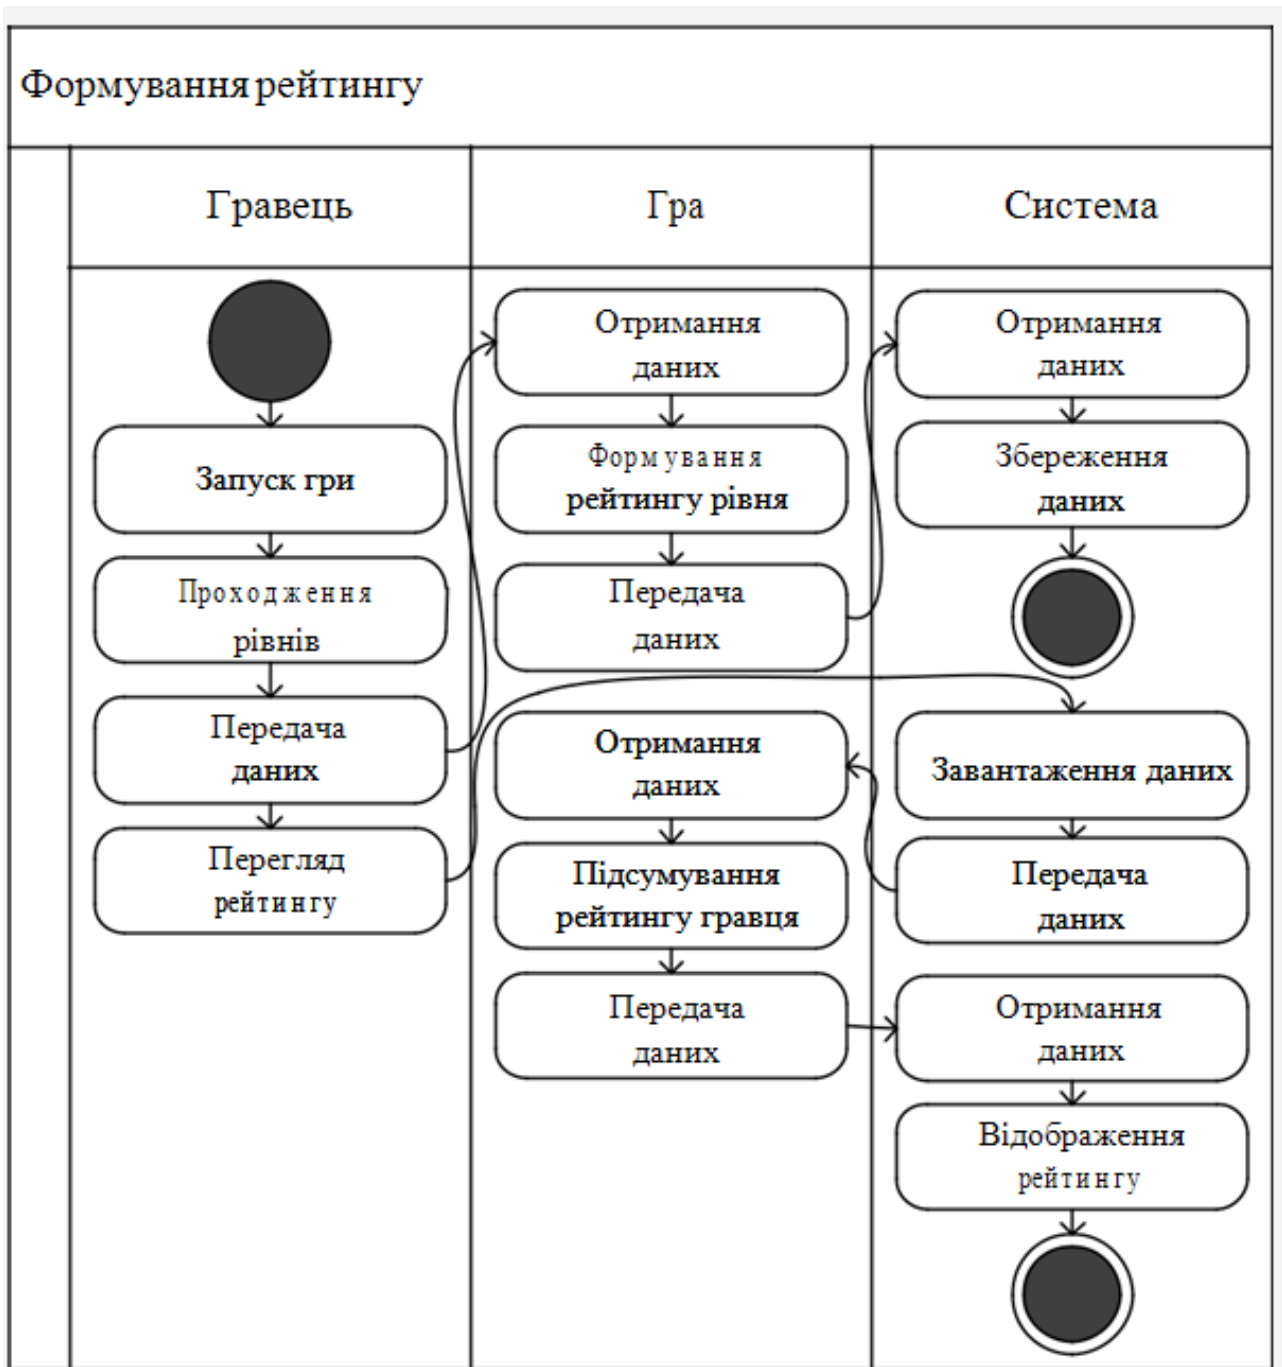 Формування рейтингу
Гравець
Гра
Система
Запуск гри
Проходження
рівнів
Передача
даних
Перегляд
рейтингу
Отримання
даних
Формування
рейтингу рівня
Передача
даних
Отримання
даних
Підсумування
рейтингу гравця
Передача
даних
Отримання
даних
Збереження
даних
Завантаження даних
Передача
даних
Отримання
даних
Відображення
рейтингу